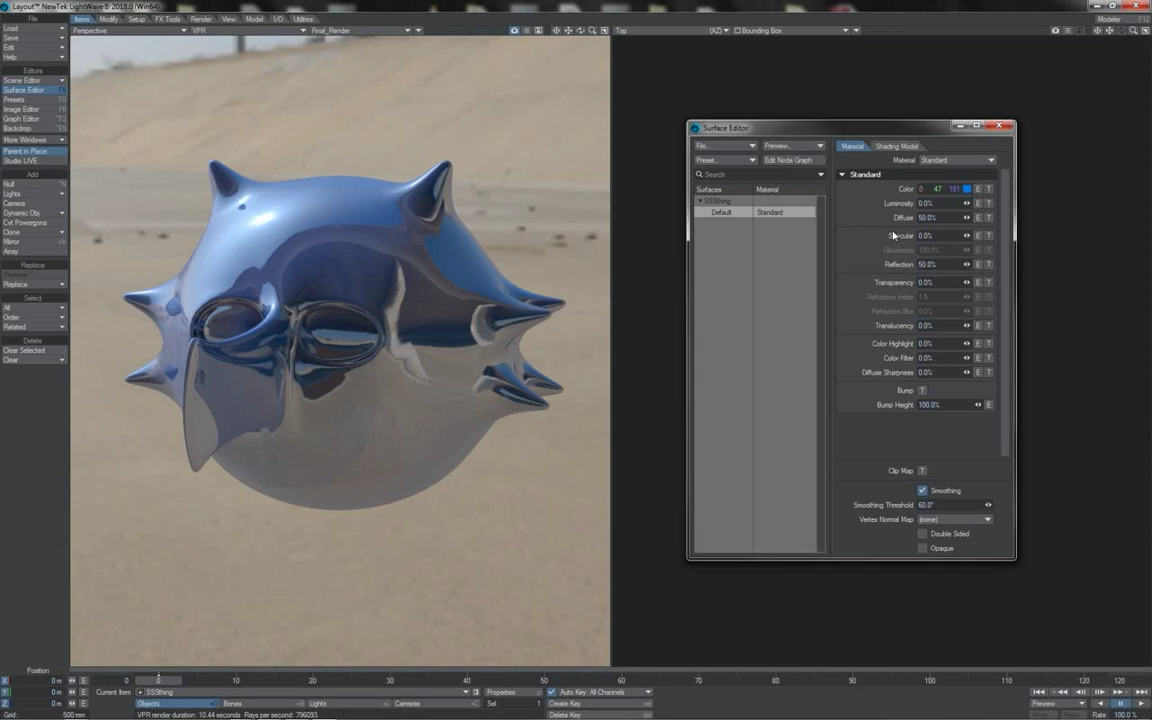 Layout™ NewTek LightWave® 2018.0 (Win64)
File
Load
Save
Edit
Help
Editors
Scene Editor
Surface Editor F5
Presets
Image Editor
Graph Editor
Backdrop
More Windows
Parent in Place
Studio LIVE
Add
Null
Lights
Camera
Dynamic Obj
Cvt Powergons
Clone
Mirror
Array
Replace
Replace
Select
All
Order
Related
Delete
Clear Selected
Clear
Items Modify Setup FX Tools Render View Model I/O Utilities
Modeler F12
Perspective VPR Final_Render
Top (XZ) Bounding Box
Surface Editor
File... Preview...
Preset... Edit Node Graph
Search
Surfaces Material
SSSthing
Default Standard
Material Shading Model
Material Standard
Standard
Color 0 47 191 E T
Luminosity 0.0% E T
Diffuse 50.0% E T
Specular 0.0% E T
Glossiness 100.0% E T
Reflection 50.0% E T
Transparency 0.0% E T
Refraction Index 1.5 E T
Refraction Blur 0.0% E T
Translucency 0.0% E T
Color Highlight 0.0% E T
Color Filter 0.0% E T
Diffuse Sharpness 0.0% E T
Bump T
Bump Height 100.0% E
Clip Map T
Smoothing
Smoothing Threshold 60.0°
Vertex Normal Map (none)
Double Sided
Opaque
Position
X 0 m E
Y 0 m E
Z 0 m E
Grid: 500 mm
0 0 10 20 30 40 50 60 70 80 90 100 110 120 120
Current Item SSSthing Properties Auto Key: All Channels
Objects Bones Lights Cameras Sel: 1 Create Key
VPR render duration: 10.44 seconds. Rays per second: 796093 Delete Key
Preview
Rate 100.0 %